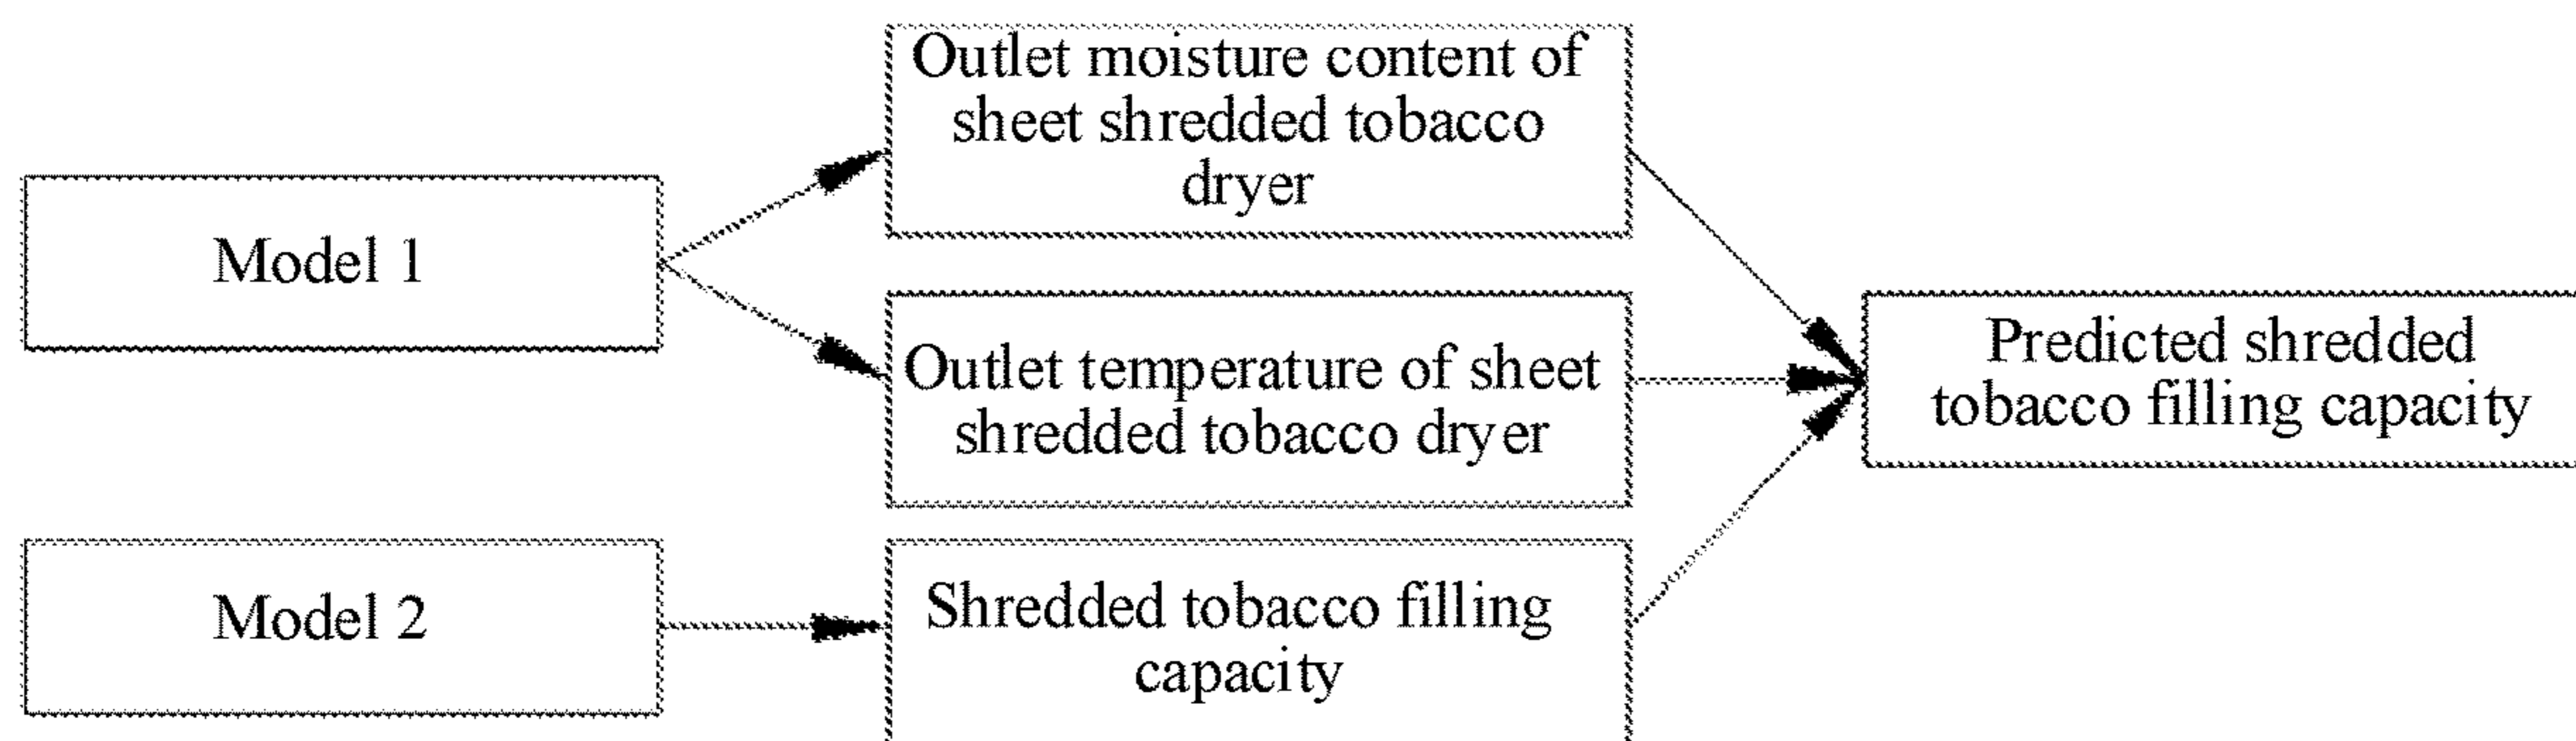 Model 1
Model 2
Outlet moisture content of
sheet shredded tobacco
dryer
Outlet temperature of sheet
shredded tobacco dryer
Shredded tobacco filling
capacity
Predicted shredded
tobacco filling capacity